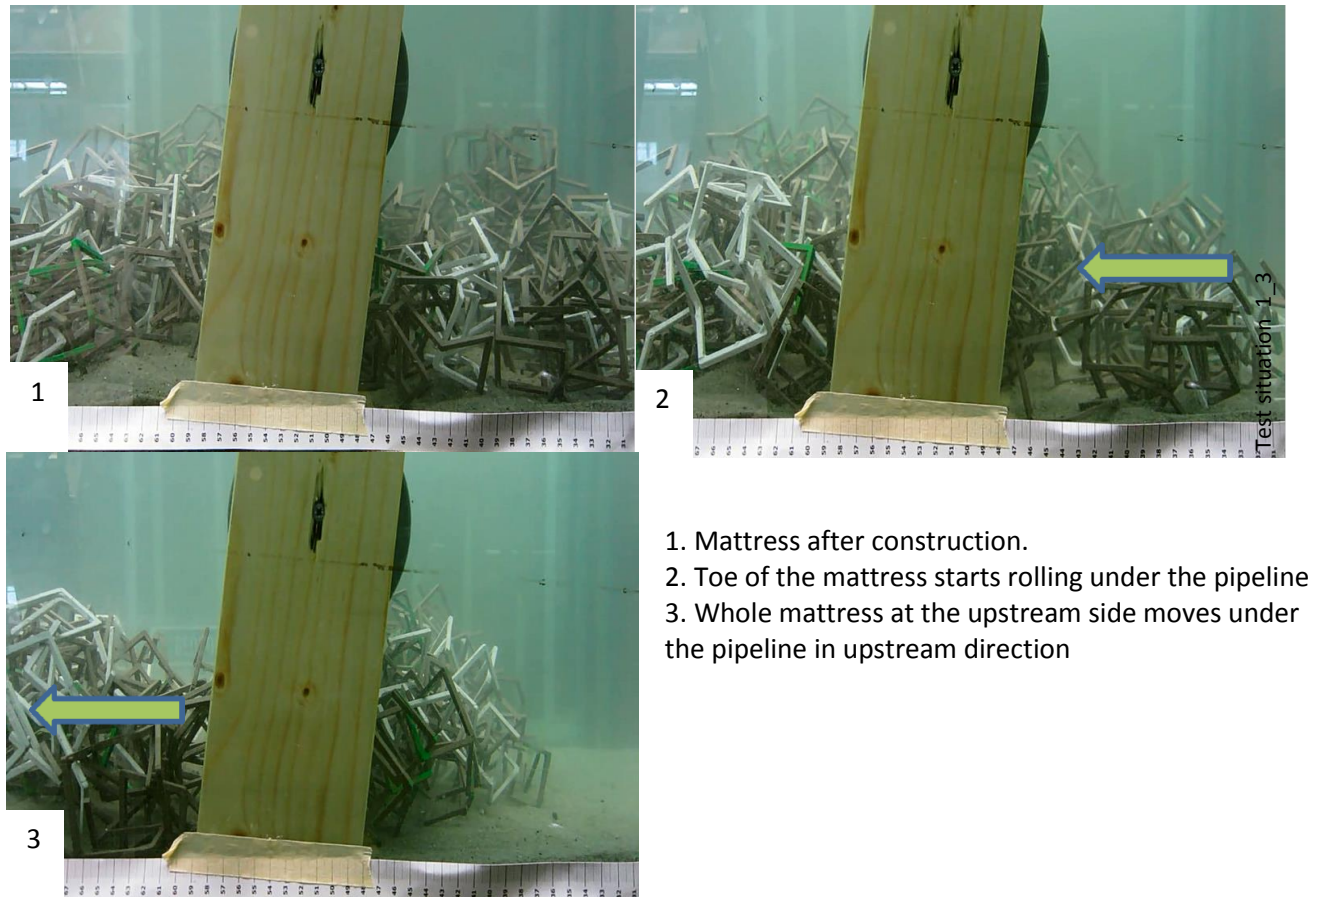 1
2
Test situation 1_3
3
1. Mattress after construction.
2. Toe of the mattress starts rolling under the pipeline
3. Whole mattress at the upstream side moves under
the pipeline in upstream direction